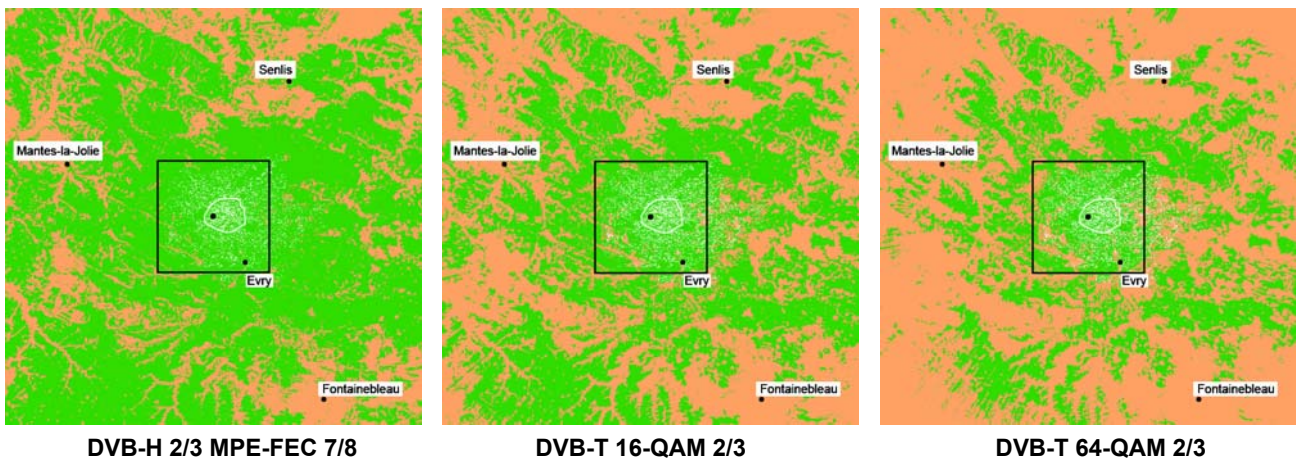 Senlis
Mantes-la-Jolie
Evry
Fontainebleau
DVB-H 2/3 MPE-FEC 7/8
Senlis
Mantes-la-Jolie
Evry
Fontainebleau
DVB-T 16-QAM 2/3
Senlis
Mantes-la-Jolie
Evry
Fontainebleau
DVB-T 64-QAM 2/3